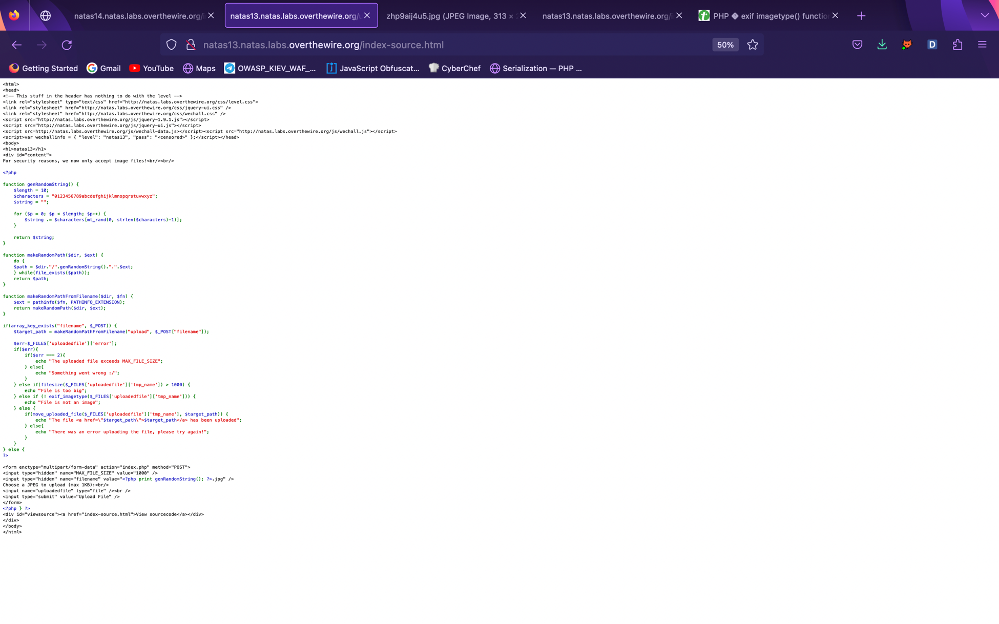 natas14.natas.labs.overthewire.org/i
natas13.natas.labs.overthewire.org/u
zhp9aij4u5.jpg (JPEG Image, 313 ×
natas13.natas.labs.overthewire.org/i
PHP � exif imagetype() functio
natas13.natas.labs.overthewire.org/index-source.html
50%
D
Getting Started
Gmail
YouTube
Maps
OWASP_KIEV_WAF_...
JavaScript Obfuscat...
CyberChef
Serialization — PHP ...
<html>
<head>
<!-- This stuff in the header has nothing to do with the level -->
<link rel="stylesheet" type="text/css" href="http://natas.labs.overthewire.org/css/level.css">
<link rel="stylesheet" href="http://natas.labs.overthewire.org/css/jquery-ui.css" />
<link rel="stylesheet" href="http://natas.labs.overthewire.org/css/wechall.css" />
<script src="http://natas.labs.overthewire.org/js/jquery-1.9.1.js"></script>
<script src="http://natas.labs.overthewire.org/js/jquery-ui.js"></script>
<script src=http://natas.labs.overthewire.org/js/wechall-data.js></script><script src="http://natas.labs.overthewire.org/js/wechall.js"></script>
<script>var wechallinfo = { "level": "natas13", "pass": "<censored>" };</script></head>
<body>
<h1>natas13</h1>
<div id="content">
For security reasons, we now only accept image files!<br/><br/>
<?php
function genRandomString() {
    $length = 10;
    $characters = "0123456789abcdefghijklmnopqrstuvwxyz";
    $string = "";
    for ($p = 0; $p < $length; $p++) {
        $string .= $characters[mt_rand(0, strlen($characters)-1)];
    }
    return $string;
}
function makeRandomPath($dir, $ext) {
    do {
    $path = $dir."/".genRandomString().".".$ext;
    } while(file_exists($path));
    return $path;
}
function makeRandomPathFromFilename($dir, $fn) {
    $ext = pathinfo($fn, PATHINFO_EXTENSION);
    return makeRandomPath($dir, $ext);
}
if(array_key_exists("filename", $_POST)) {
    $target_path = makeRandomPathFromFilename("upload", $_POST["filename"]);
    $err=$_FILES['uploadedfile']['error'];
    if($err){
        if($err === 2){
            echo "The uploaded file exceeds MAX_FILE_SIZE";
        } else{
            echo "Something went wrong :/";
        }
    } else if(filesize($_FILES['uploadedfile']['tmp_name']) > 1000) {
        echo "File is too big";
    } else if (! exif_imagetype($_FILES['uploadedfile']['tmp_name'])) {
        echo "File is not an image";
    } else {
        if(move_uploaded_file($_FILES['uploadedfile']['tmp_name'], $target_path)) {
            echo "The file <a href=\"$target_path\">$target_path</a> has been uploaded";
        } else{
            echo "There was an error uploading the file, please try again!";
        }
    }
} else {
?>
<form enctype="multipart/form-data" action="index.php" method="POST">
<input type="hidden" name="MAX_FILE_SIZE" value="1000" />
<input type="hidden" name="filename" value="<?php print genRandomString(); ?>.jpg" />
Choose a JPEG to upload (max 1KB):<br/>
<input name="uploadedfile" type="file" /><br />
<input type="submit" value="Upload File" />
</form>
<?php } ?>
<div id="viewsource"><a href="index-source.html">View sourcecode</a></div>
</div>
</body>
</html>